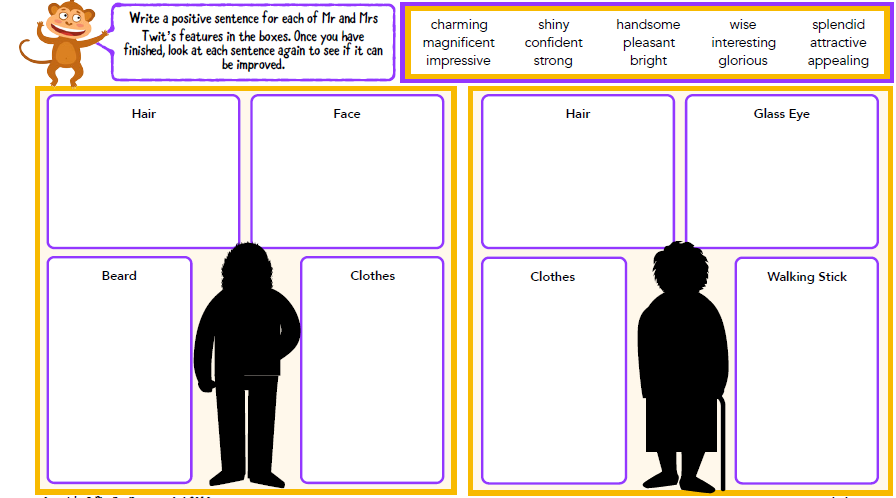 Write a positive sentence for each of Mr and Mrs
Twit's features in the boxes. Once you have
finished, look at each sentence again to see if it can
be improved.
charming shiny handsome wise splendid
magnificent confident pleasant interesting attractive
impressive strong bright glorious appealing
Hair
Face
Beard
Clothes
Hair
Glass Eye
Clothes
Walking Stick